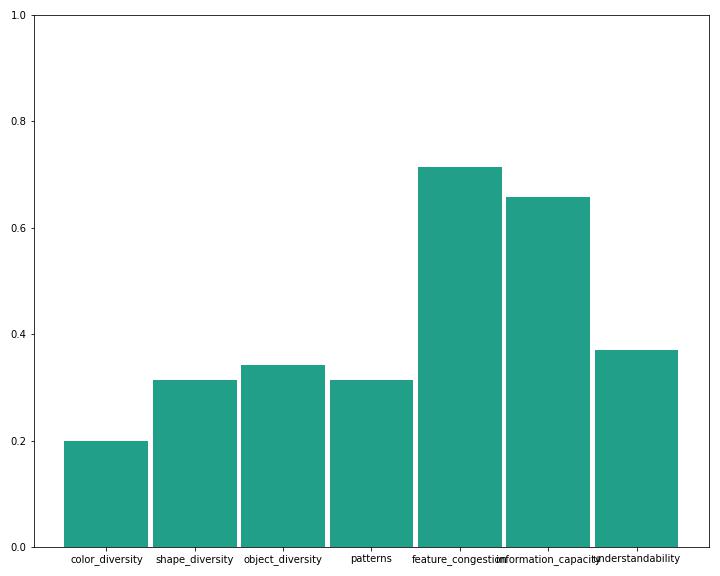 1.0
0.8
0.6
0.4
0.2
0.0
color_diversity
shape_diversity
object_diversity
patterns
feature_congestion
information_capacity
understandability